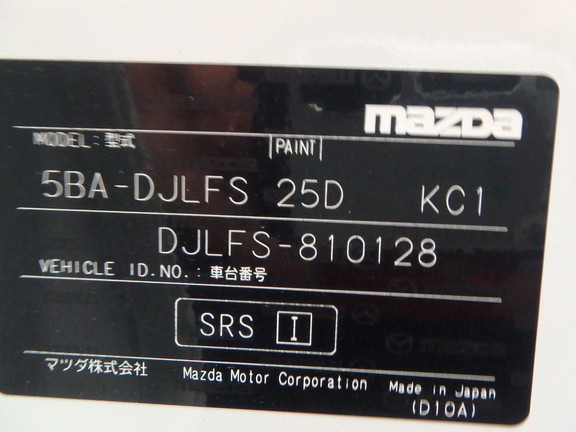 mazda
MODEL:型式 PAINT
5BA-DJLFS 25D KC1
DJLFS-810128
VEHICLE ID.NO.:車台番号
SRS I
マツダ株式会社 Mazda Motor Corporation Made in Japan
(D10A)